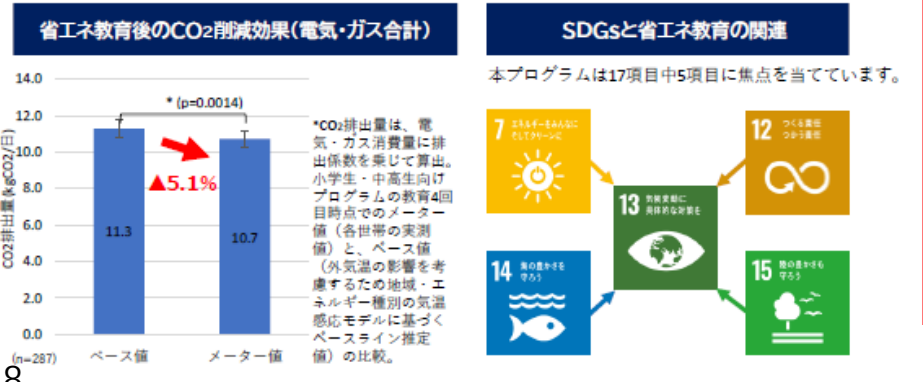 省エネ教育後のCO2削減効果(電気・ガス合計)
14.0
12.0
10.0
8.0
6.0
4.0
2.0
0.0
CO2排出量(kgCO2/日)
* (p=0.0014)
▲5.1%
11.3
10.7
(n=287)
ベース値
メーター値
*CO2排出量は、電
気・ガス消費量に排
出係数を乗じて算出。
小学生・中高生向け
プログラムの教育4回
目時点でのメーター
値（各世帯の実測
値）と、ベース値
（外気温の影響を考
慮するため地域・エ
ネルギー種別の気温
感応モデルに基づく
ベースライン推定
値）の比較。
8
SDGsと省エネ教育の関連
本プログラムは17項目中5項目に焦点を当てています。
7 エネルギーをみんなに
そしてクリーンに
12 つくる責任
つかう責任
13 気候変動に
具体的な対策を
14 海の豊かさを
守ろう
15 陸の豊かさも
守ろう